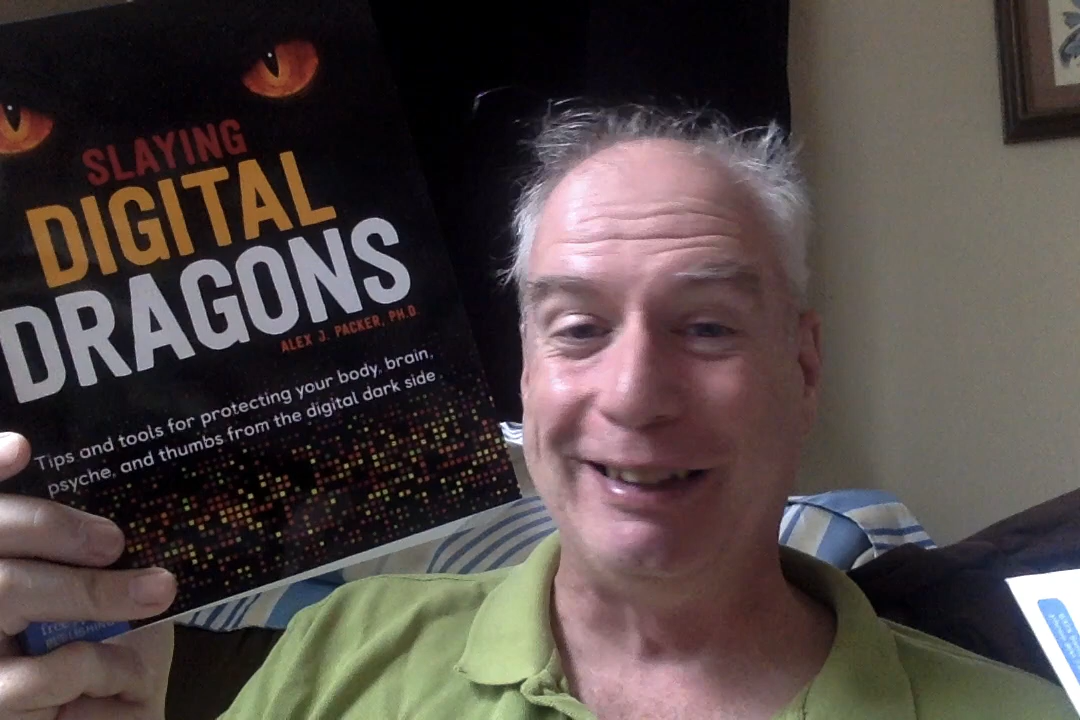 SLAYING
DIGITAL
DRAGONS
ALEX J. PACKER, PH.D.
Tips and tools for protecting your body, brain,
psyche, and thumbs from the digital dark side
free